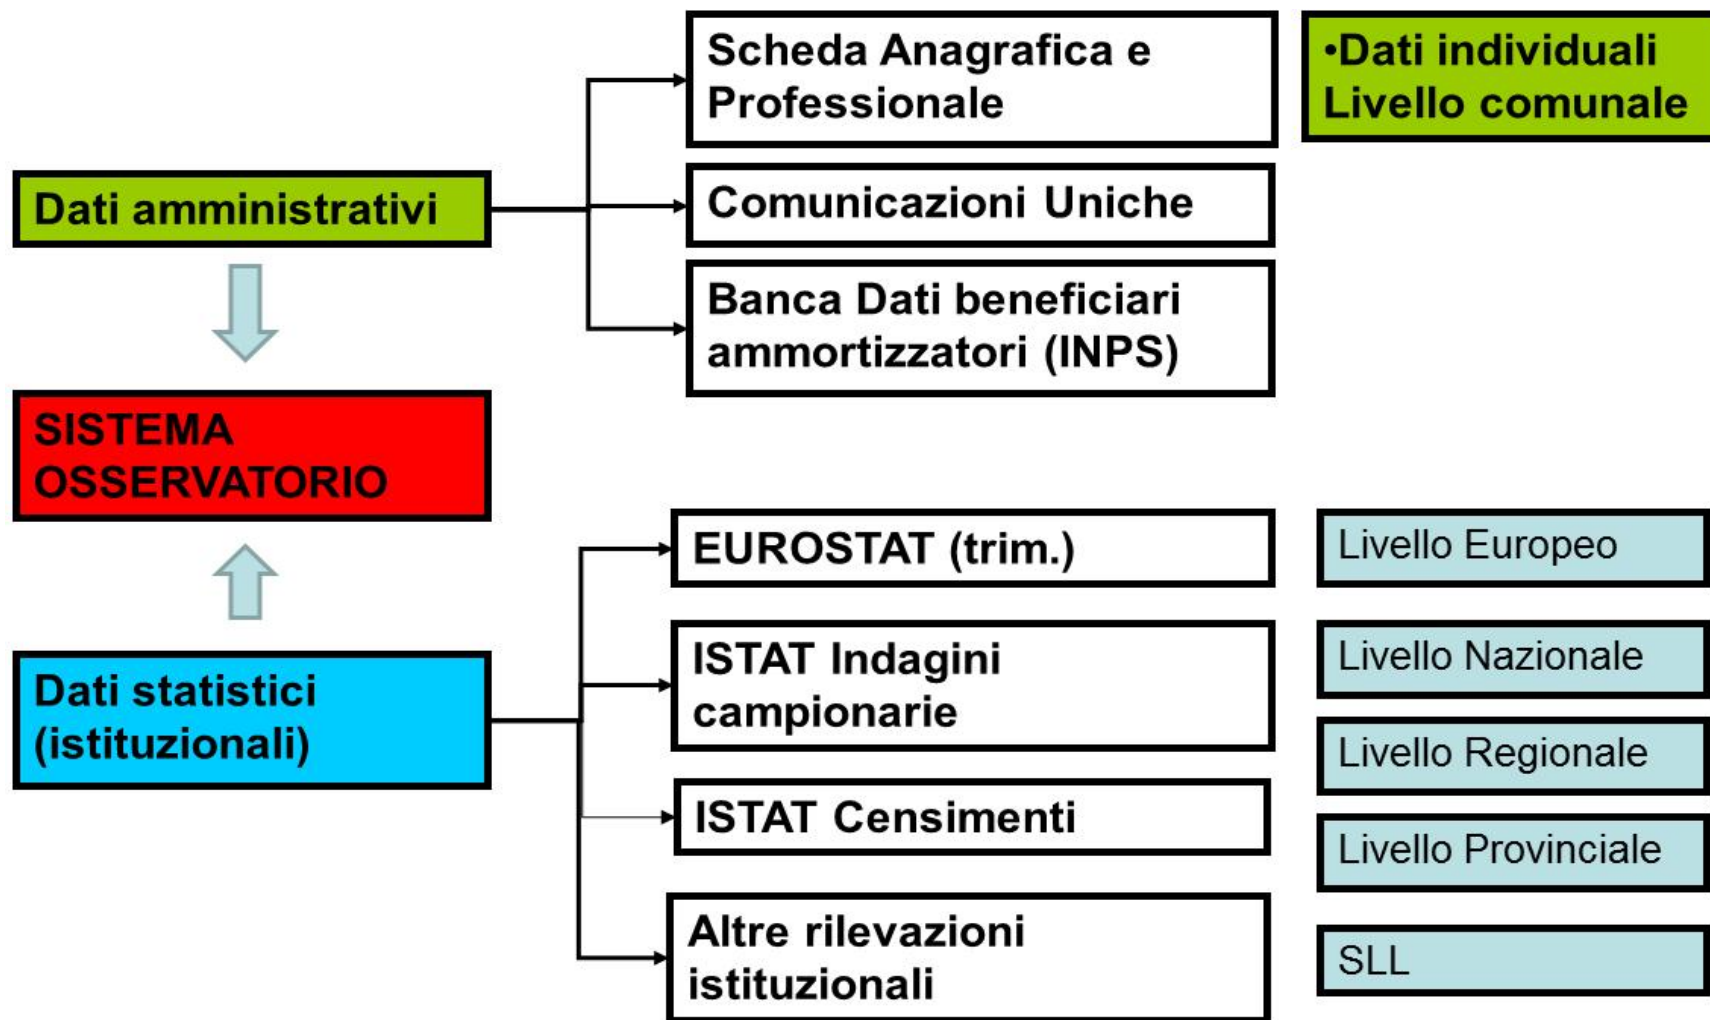 Scheda Anagrafica e
Professionale
•Dati individuali
Livello comunale
Dati amministrativi
Comunicazioni Uniche
Banca Dati beneficiari
ammortizzatori (INPS)
SISTEMA
OSSERVATORIO
EUROSTAT (trim.)
Livello Europeo
Dati statistici
(istituzionali)
ISTAT Indagini
campionarie
Livello Nazionale
Livello Regionale
ISTAT Censimenti
Livello Provinciale
Altre rilevazioni
istituzionali
SLL